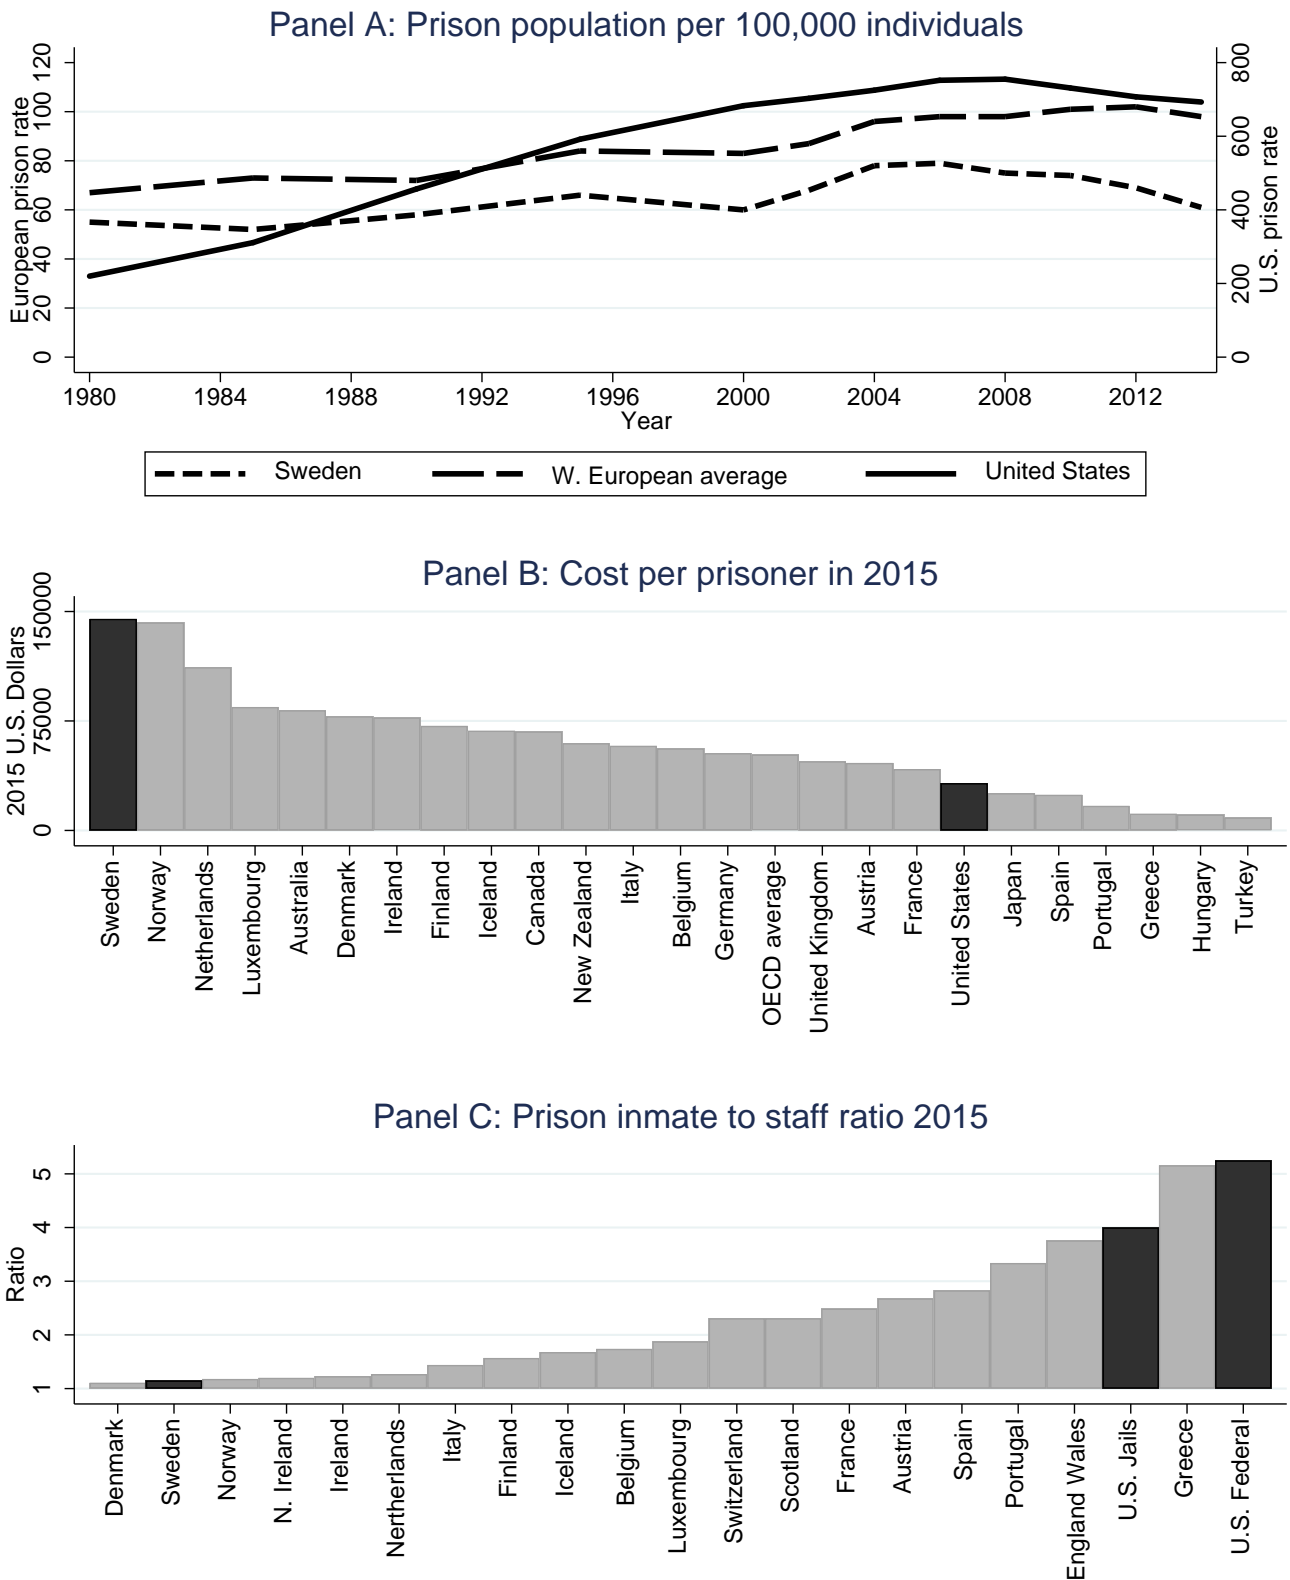 Panel A: Prison population per 100,000 individuals
European prison rate
0 20 40 60 80 100 120
U.S. prison rate
0 200 400 600 800
1980 1984 1988 1992 1996 2000 2004 2008 2012
Year
Sweden W. European average United States
Panel B: Cost per prisoner in 2015
2015 U.S. Dollars
0 75000 150000
Sweden
Norway
Netherlands
Luxembourg
Australia
Denmark
Ireland
Finland
Iceland
Canada
New Zealand
Italy
Belgium
Germany
OECD average
United Kingdom
Austria
France
United States
Japan
Spain
Portugal
Greece
Hungary
Turkey
Panel C: Prison inmate to staff ratio 2015
Ratio
1 2 3 4 5
Denmark
Sweden
Norway
N. Ireland
Ireland
Nertherlands
Italy
Finland
Iceland
Belgium
Luxembourg
Switzerland
Scotland
France
Austria
Spain
Portugal
England Wales
U.S. Jails
Greece
U.S. Federal